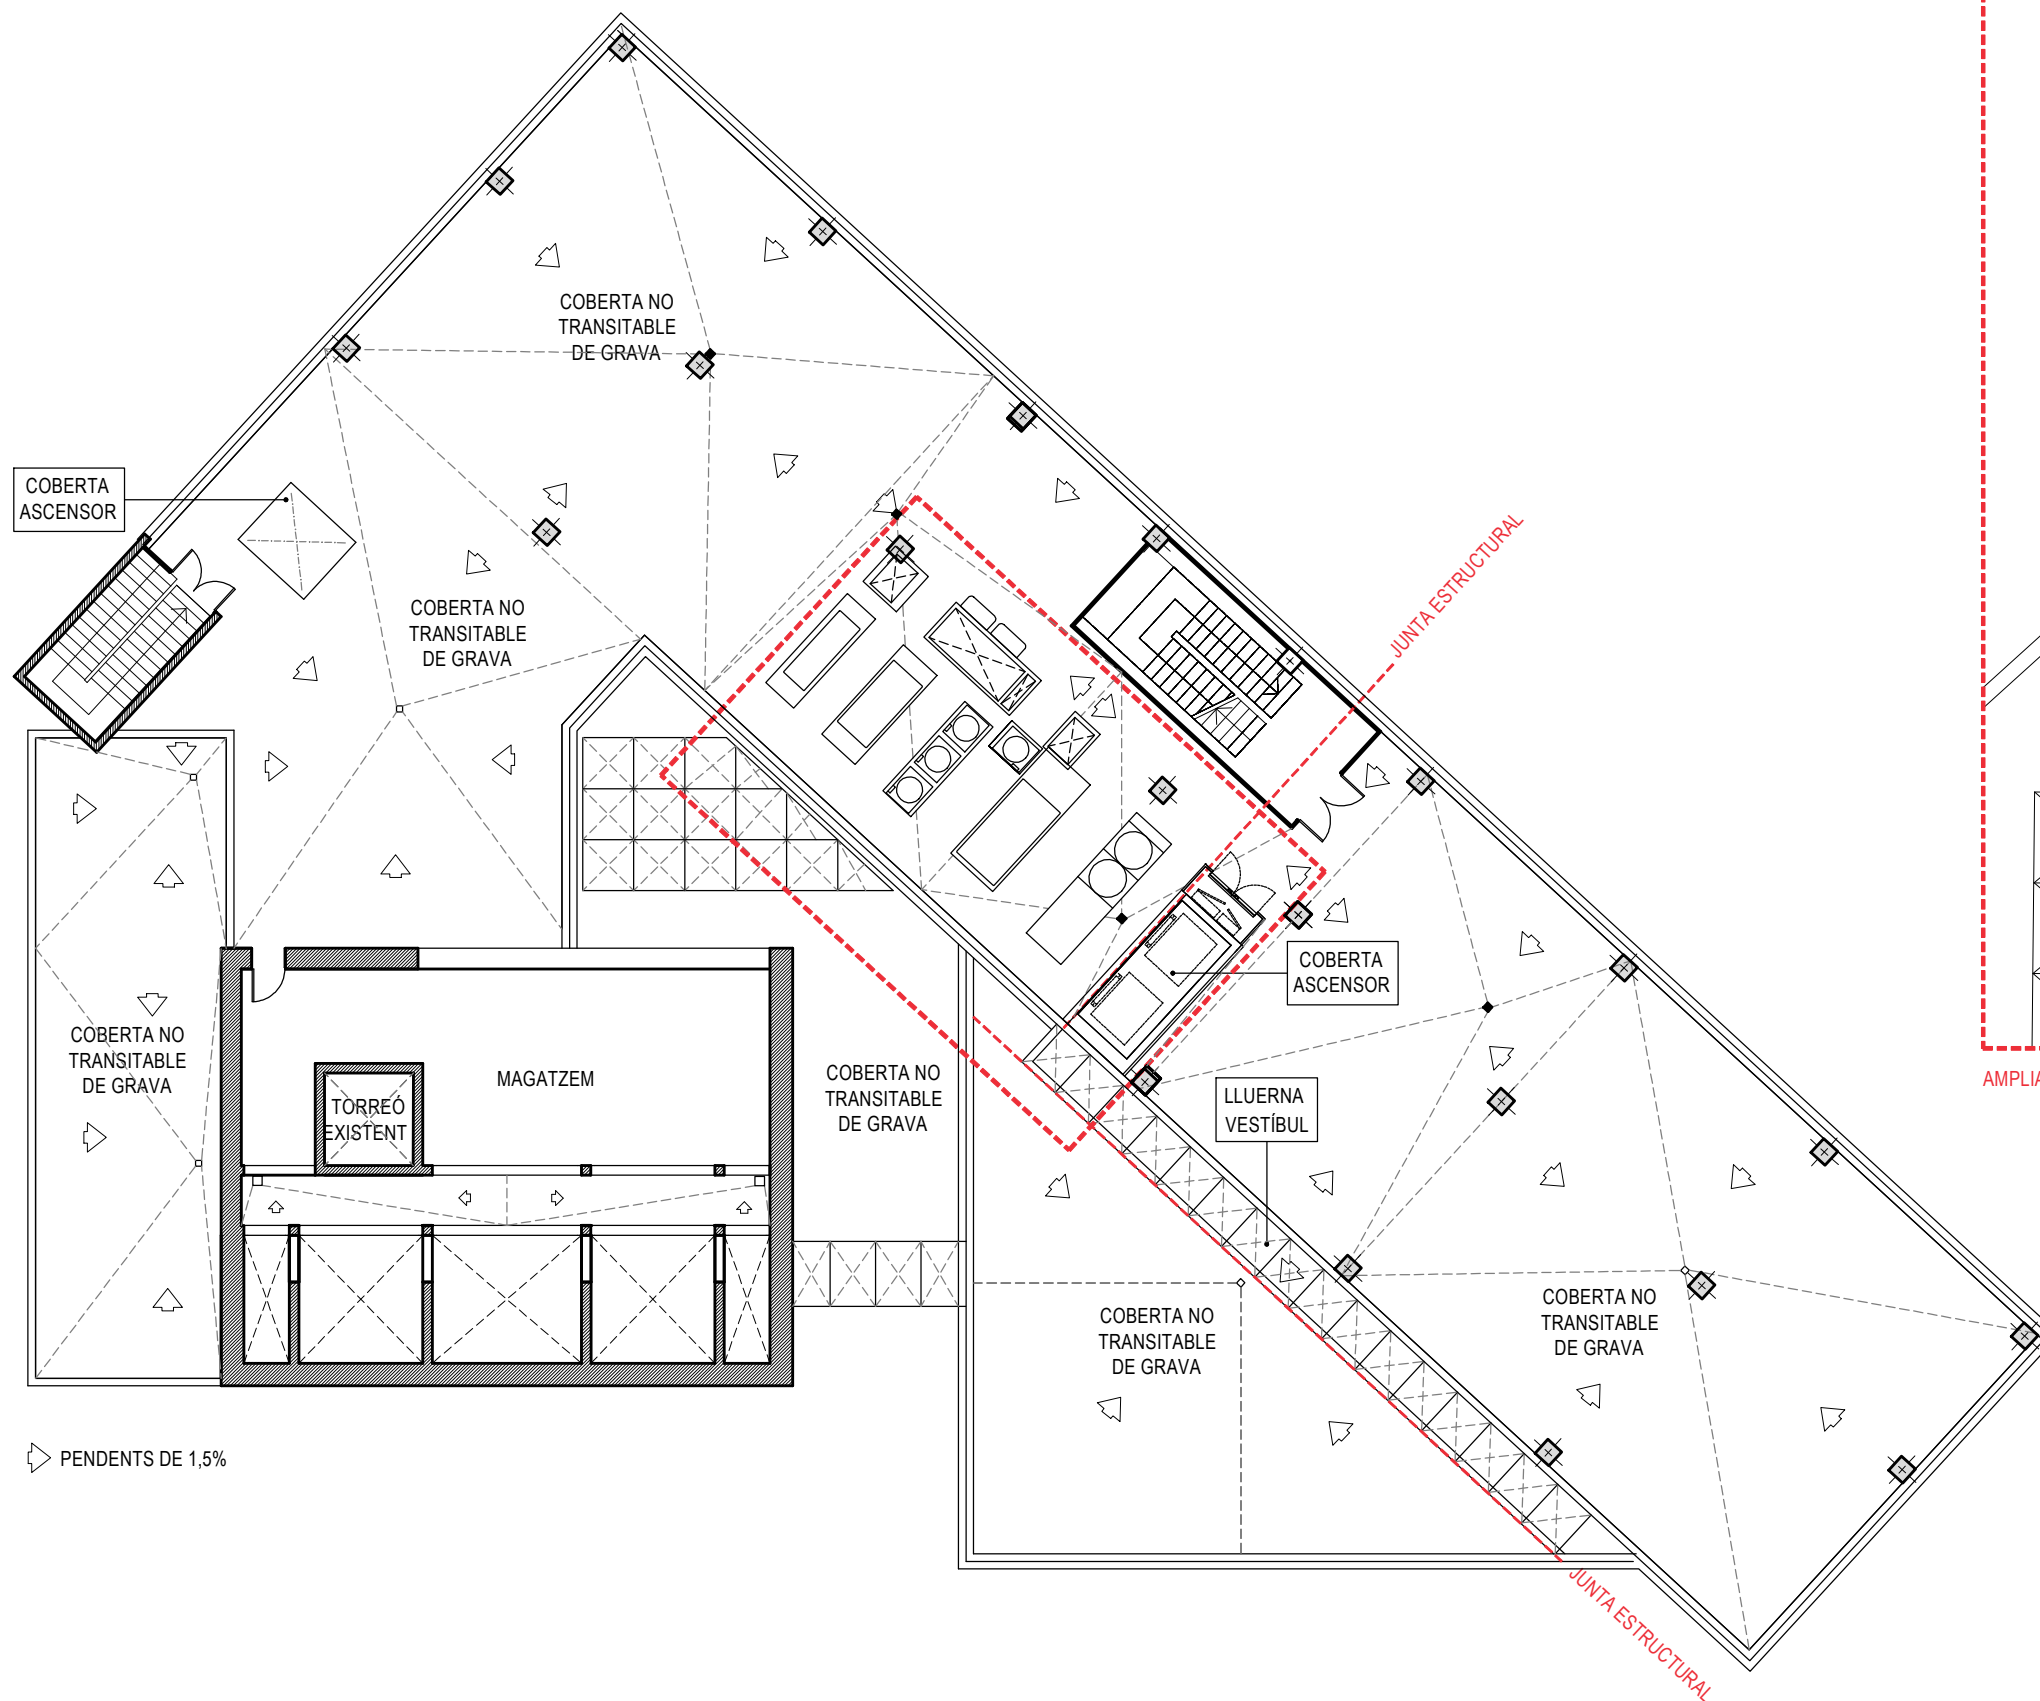 COBERTA NO
TRANSITABLE
DE GRAVA
COBERTA
ASCENSOR
JUNTA ESTRUCTURAL
COBERTA NO
TRANSITABLE
DE GRAVA
COBERTA
ASCENSOR
COBERTA NO
TRANSITABLE
DE GRAVA
MAGATZEM
TORREÓ
EXISTENT
COBERTA NO
TRANSITABLE
DE GRAVA
LLUERNA
VESTÍBUL
AMPLIA
COBERTA NO
TRANSITABLE
DE GRAVA
COBERTA NO
TRANSITABLE
DE GRAVA
PENDENTS DE 1,5%
JUNTA ESTRUCTURAL